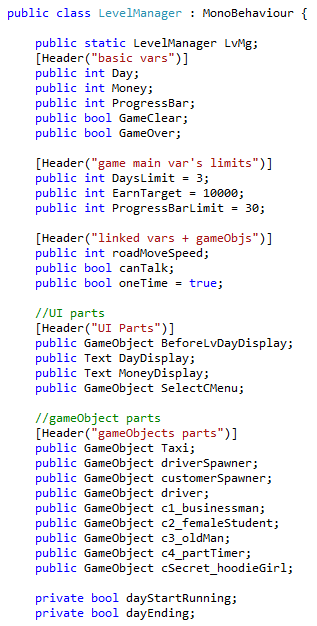 public class LevelManager : MonoBehaviour {
public static LevelManager LvMg;
[Header("basic vars")]
public int Day;
public int Money;
public int ProgressBar;
public bool GameClear;
public bool GameOver;
[Header("game main var's limits")]
public int DaysLimit = 3;
public int EarnTarget = 10000;
public int ProgressBarLimit = 30;
[Header("linked vars + gameObjs")]
public int roadMoveSpeed;
public bool canTalk;
public bool oneTime = true;
//UI parts
[Header("UI Parts")]
public GameObject BeforeLvDayDisplay;
public Text DayDisplay;
public Text MoneyDisplay;
public GameObject SelectCMenu;
//gameObject parts
[Header("gameObjects parts")]
public GameObject Taxi;
public GameObject driverSpawner;
public GameObject customerSpawner;
public GameObject driver;
public GameObject c1_businessman;
public GameObject c2_femaleStudent;
public GameObject c3_oldMan;
public GameObject c4_partTimer;
public GameObject cSecret_hoodieGirl;
private bool dayStartRunning;
private bool dayEnding;